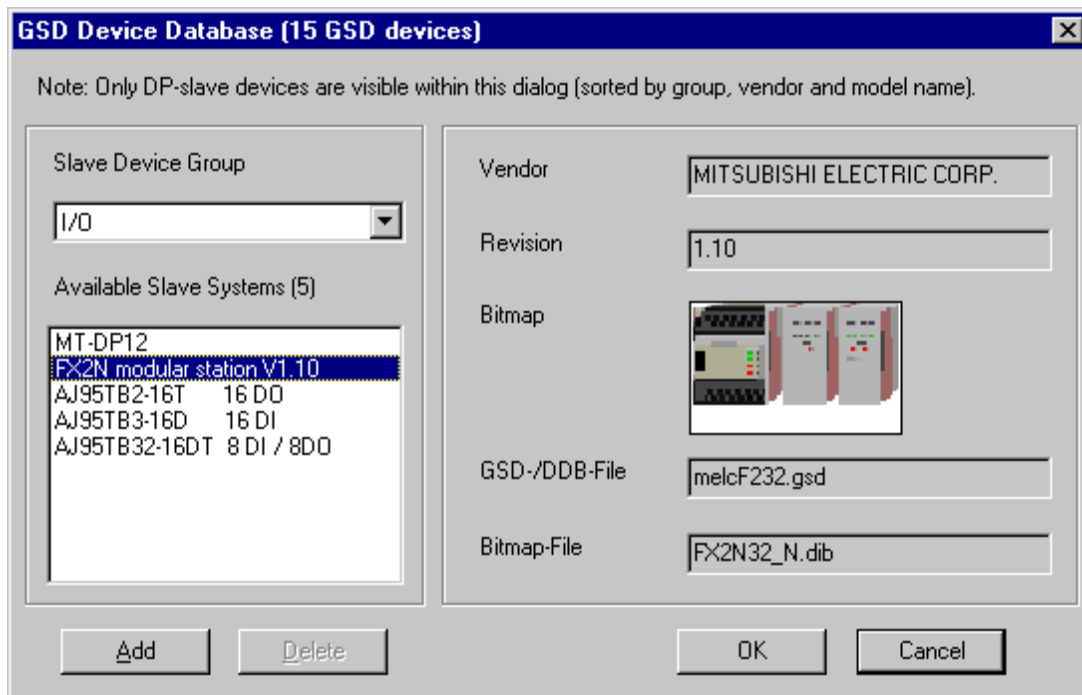 GSD Device Database (15 GSD devices)
Note: Only DP-slave devices are visible within this dialog (sorted by group, vendor and model name).
Slave Device Group
I/O
Available Slave Systems (5)
MT-DP12
FX2N modular station V1.10
AJ95TB2-16T 16 DO
AJ95TB3-16D 16 DI
AJ95TB32-16DT 8 DI / 8DO
Vendor
MITSUBISHI ELECTRIC CORP.
Revision
1.10
Bitmap
GSD-/DDB-File
melcF232.gsd
Bitmap-File
FX2N32_N.dib
Add
Delete
OK
Cancel